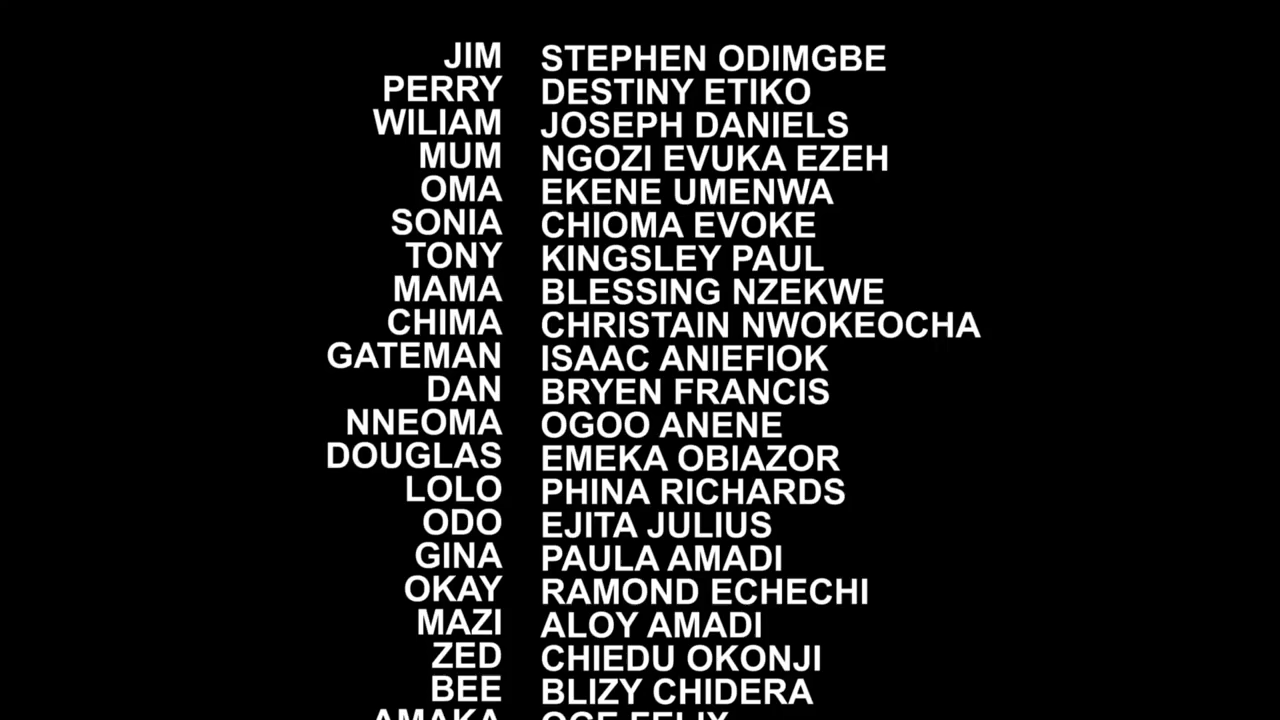 JIM STEPHEN ODIMGBE
PERRY DESTINY ETIKO
WILIAM JOSEPH DANIELS
MUM NGOZI EVUKA EZEH
OMA EKENE UMENWA
SONIA CHIOMA EVOKE
TONY KINGSLEY PAUL
MAMA BLESSING NZEKWE
CHIMA CHRISTAIN NWOKEOCHA
GATEMAN ISAAC ANIEFIOK
DAN BRYEN FRANCIS
NNEOMA OGOO ANENE
DOUGLAS EMEKA OBIAZOR
LOLO PHINA RICHARDS
ODO EJITA JULIUS
GINA PAULA AMADI
OKAY RAMOND ECHECHI
MAZI ALOY AMADI
ZED CHIEDU OKONJI
BEE BLIZY CHIDERA
AMAKA OGE FELIX